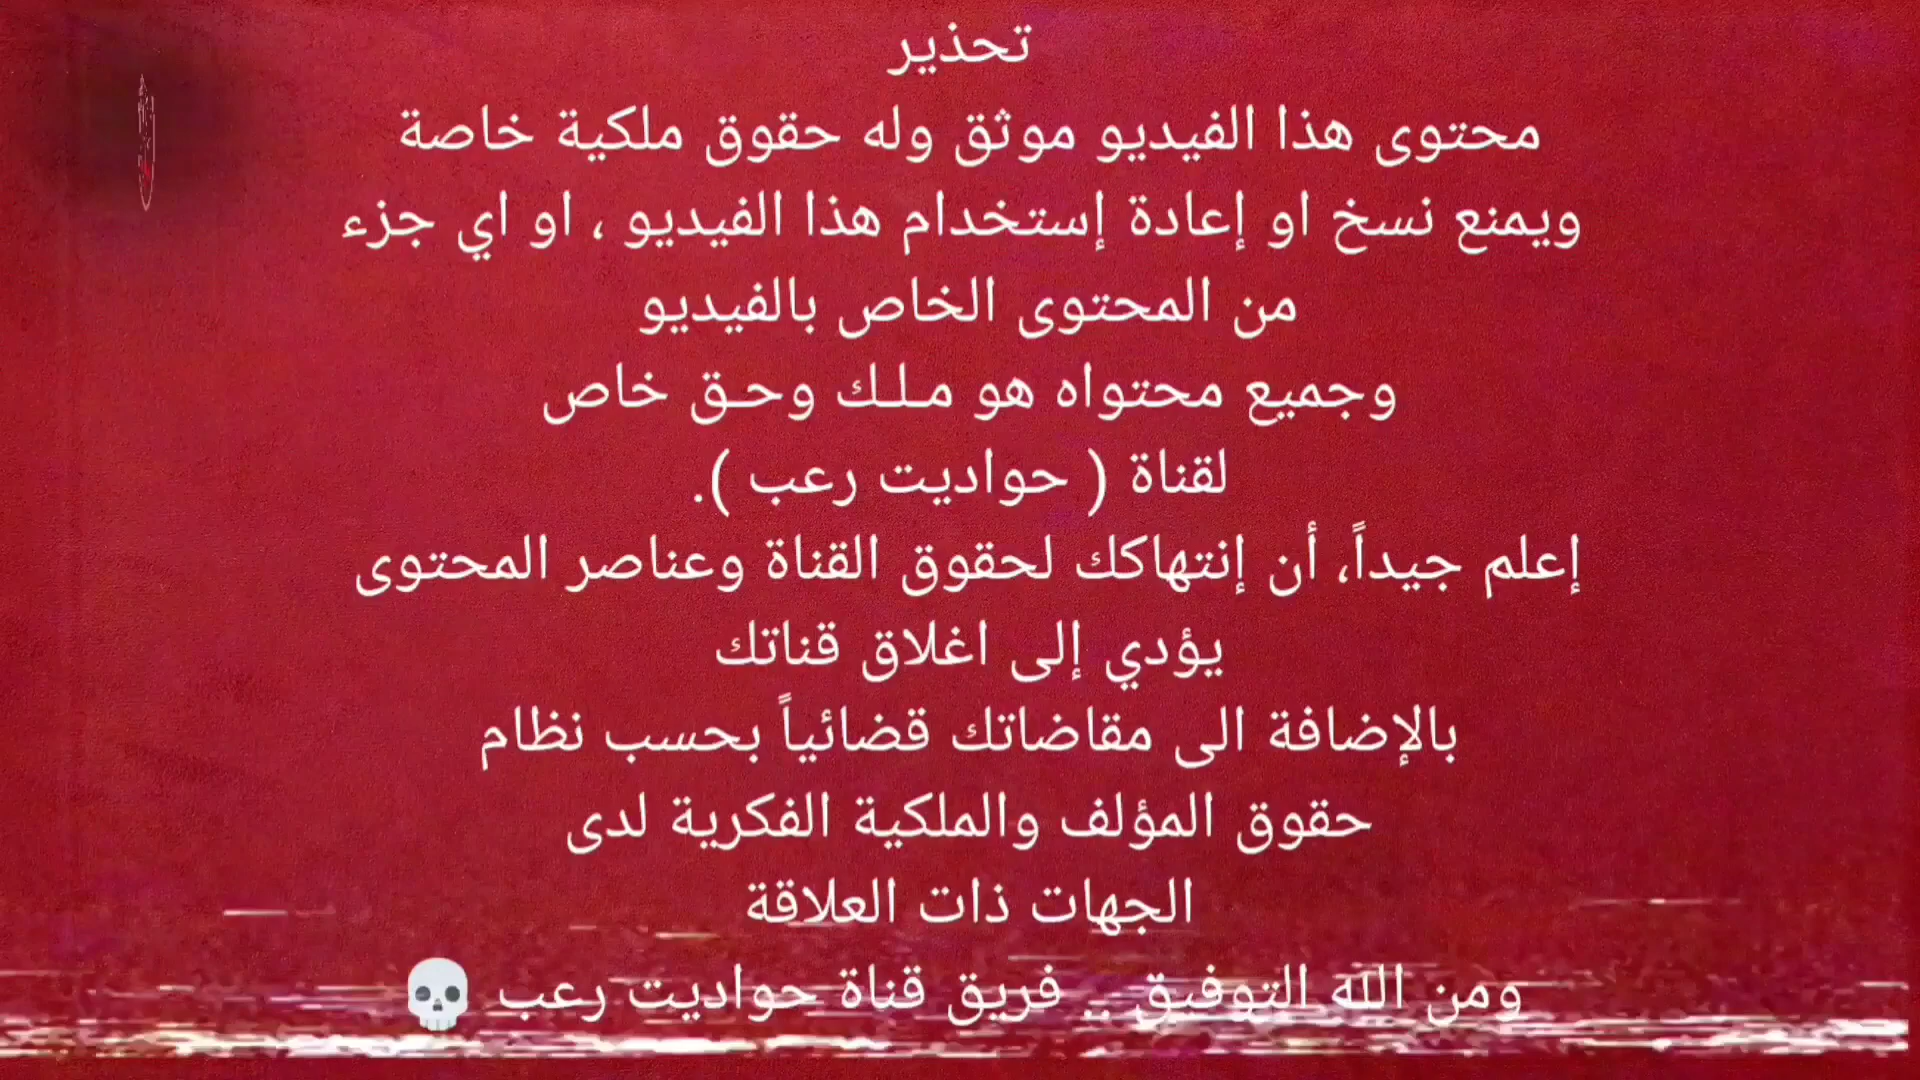 تحذير
محتوى هذا الفيديو موثق وله حقوق ملكية خاصة
ويمنع نسخ او إعادة إستخدام هذا الفيديو ، او اي جزء
من المحتوى الخاص بالفيديو
وجميع محتواه هو مـلـك وحـق خاص
لقناة ( حواديت رعب ).
إعلم جيداً، أن إنتهاكك لحقوق القناة وعناصر المحتوى
يؤدي إلى اغلاق قناتك
بالإضافة الى مقاضاتك قضائياً بحسب نظام
حقوق المؤلف والملكية الفكرية لدى
الجهات ذات العلاقة
ومن الله التوفيق .. فريق قناة حواديت رعب 💀